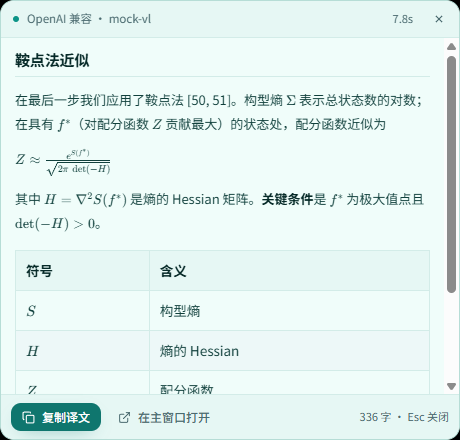 OpenAI 兼容 · mock-vl 7.8s ×
鞍点法近似
在最后一步我们应用了鞍点法 [50, 51]。构型熵 Σ 表示总状态数的对数；
在具有 f*（对配分函数 Z 贡献最大）的状态处，配分函数近似为
Z ≈ e^{S(f*)} / √(2π det(−H))
其中 H = ∇²S(f*) 是熵的 Hessian 矩阵。关键条件是 f* 为极大值点且
det(−H) > 0。
符号 含义
S 构型熵
H 熵的 Hessian
Z 配分函数
复制译文 在主窗口打开 336 字 · Esc 关闭